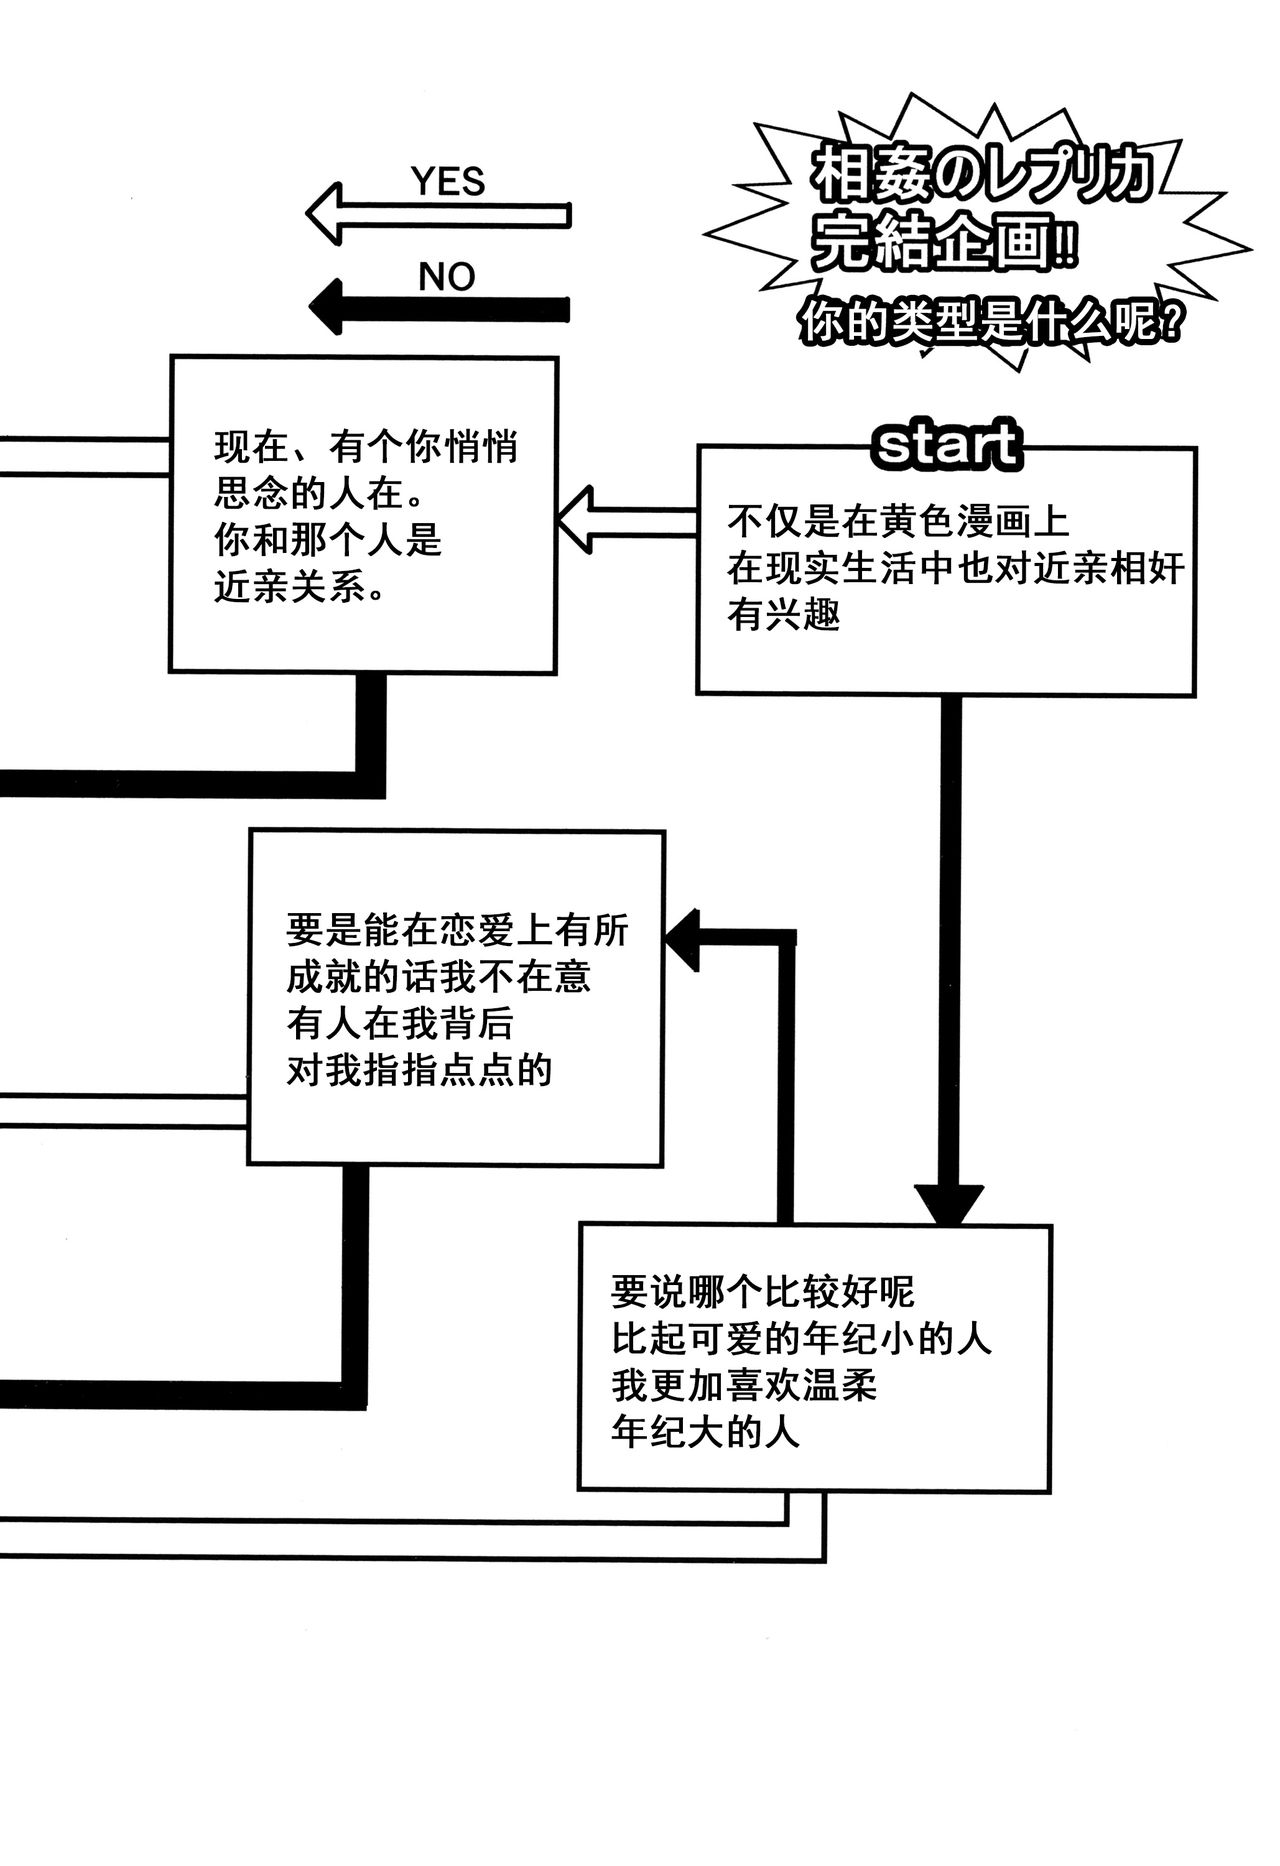 相姦のレプリカ
完結企画!!
你的类型是什么呢？
YES
NO
start
不仅是在黄色漫画上
在现实生活中也对近亲相奸
有兴趣
现在、有个你悄悄
思念的人在。
你和那个人是
近亲关系。
要是能在恋爱上有所
成就的话我不在意
有人在我背后
对我指指点点的
要说哪个比较好呢
比起可爱的年纪小的人
我更加喜欢温柔
年纪大的人